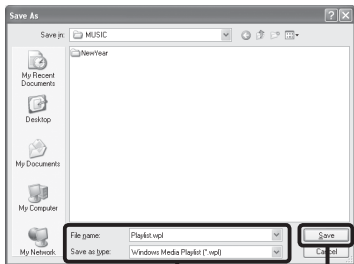 Save As
Save in: MUSIC
NewYear
My Recent Documents
Desktop
My Documents
My Computer
My Network
File name: Playlist.wpl
Save as type: Windows Media Playlist (*.wpl)
Save
Cancel